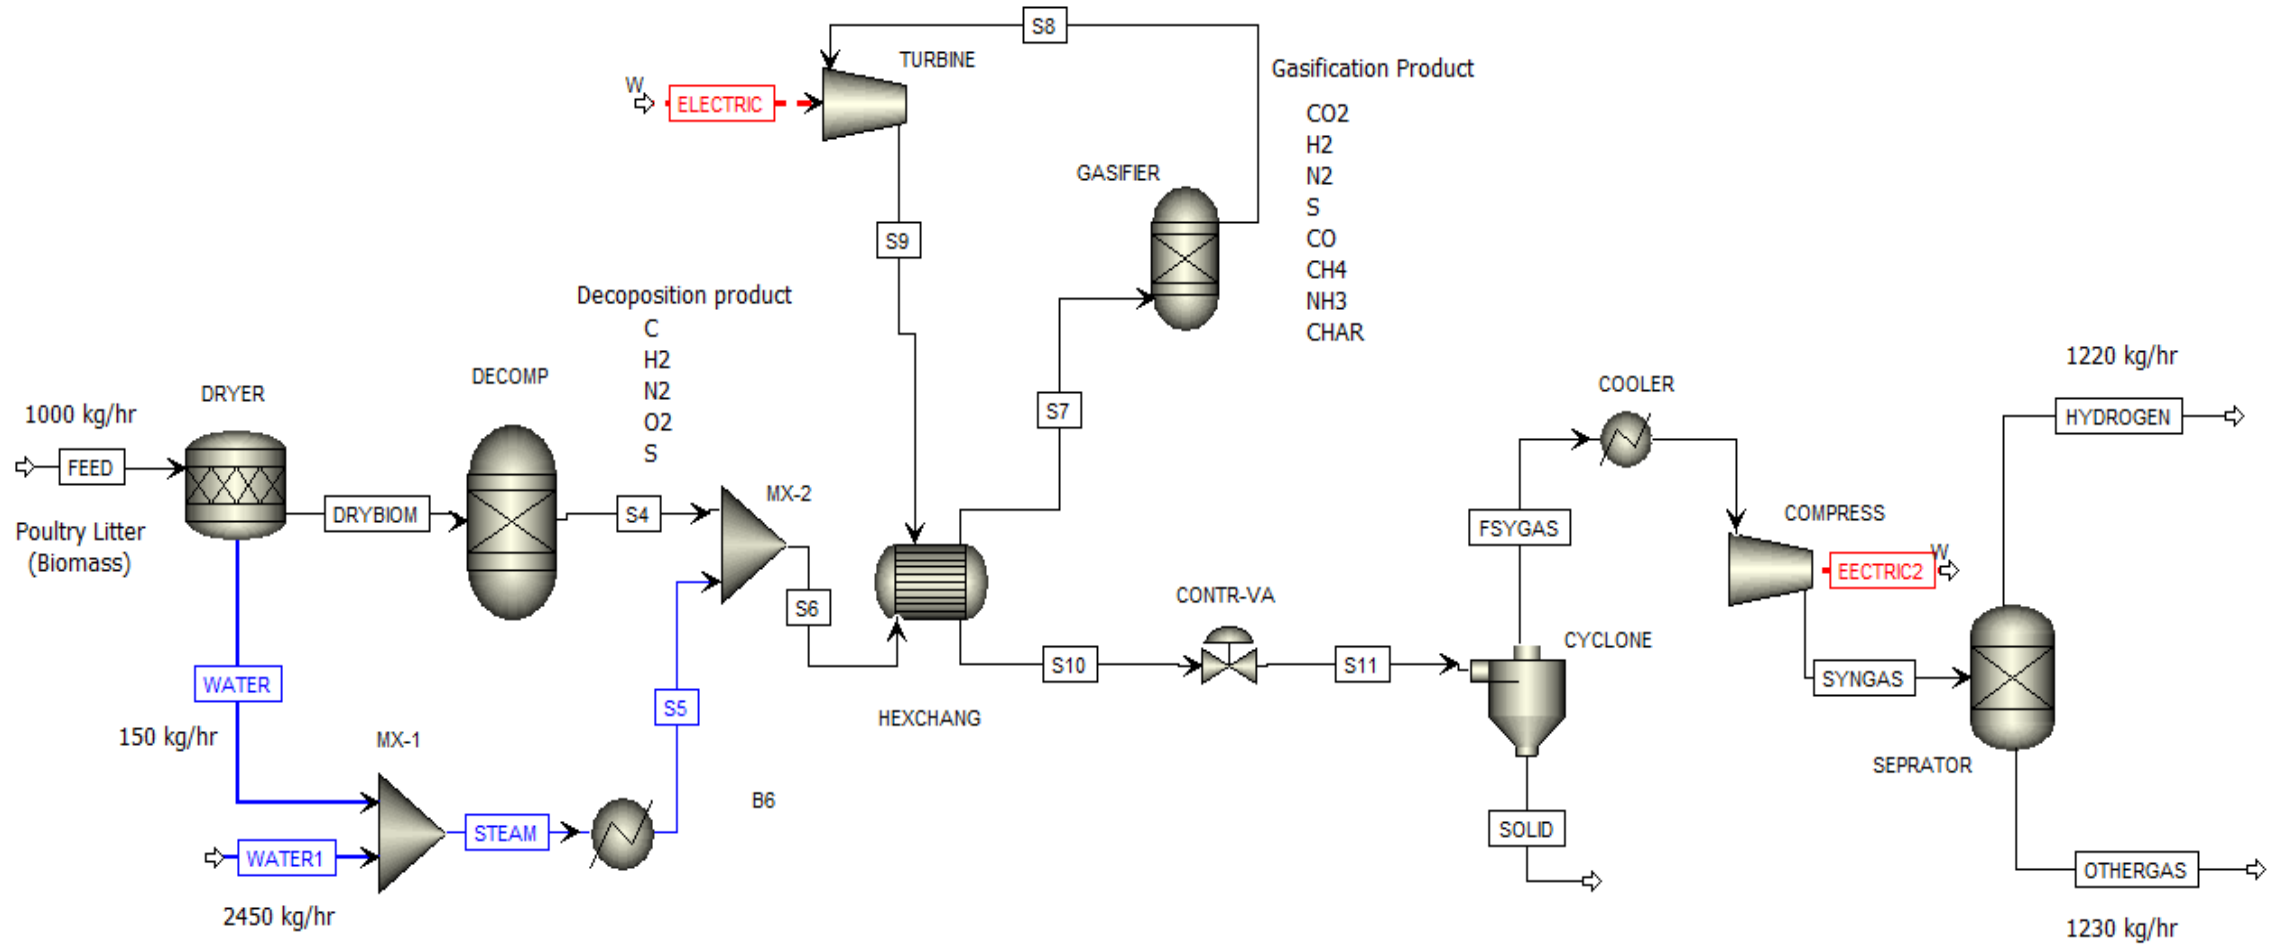 S8
TURBINE
W
ELECTRIC
Gasification Product
CO2
H2
N2
S
CO
CH4
NH3
CHAR
GASIFIER
S9
Decoposition product
C
H2
N2
O2
S
DECOMP
DRYER
1000 kg/hr
FEED
Poultry Litter
(Biomass)
DRYBIOM
S4
MX-2
S7
S6
HEXCHANG
WATER
150 kg/hr
MX-1
S5
STEAM
B6
WATER1
2450 kg/hr
S10
CONTR-VA
S11
CYCLONE
FSYGAS
COOLER
COMPRESS
W
EECTRIC2
SYNGAS
SEPRATOR
SOLID
1220 kg/hr
HYDROGEN
OTHERGAS
1230 kg/hr